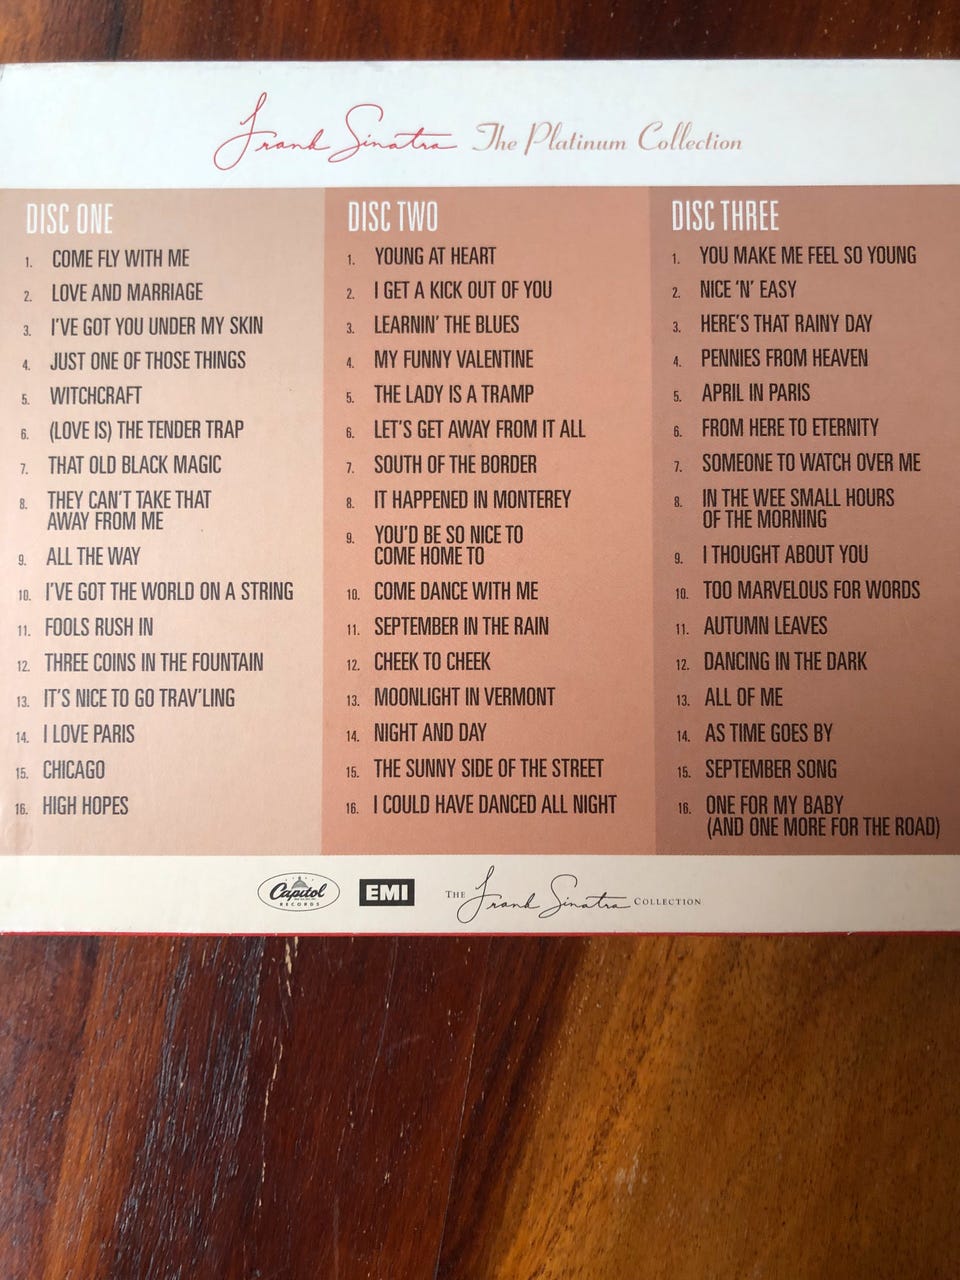 Frank Sinatra The Platinum Collection
DISC ONE
1. COME FLY WITH ME
2. LOVE AND MARRIAGE
3. I'VE GOT YOU UNDER MY SKIN
4. JUST ONE OF THOSE THINGS
5. WITCHCRAFT
6. (LOVE IS) THE TENDER TRAP
7. THAT OLD BLACK MAGIC
8. THEY CAN'T TAKE THAT
AWAY FROM ME
9. ALL THE WAY
10. I'VE GOT THE WORLD ON A STRING
11. FOOLS RUSH IN
12. THREE COINS IN THE FOUNTAIN
13. IT'S NICE TO GO TRAV'LING
14. I LOVE PARIS
15. CHICAGO
16. HIGH HOPES
DISC TWO
1. YOUNG AT HEART
2. I GET A KICK OUT OF YOU
3. LEARNIN' THE BLUES
4. MY FUNNY VALENTINE
5. THE LADY IS A TRAMP
6. LET'S GET AWAY FROM IT ALL
7. SOUTH OF THE BORDER
8. IT HAPPENED IN MONTEREY
9. YOU'D BE SO NICE TO
COME HOME TO
10. COME DANCE WITH ME
11. SEPTEMBER IN THE RAIN
12. CHEEK TO CHEEK
13. MOONLIGHT IN VERMONT
14. NIGHT AND DAY
15. THE SUNNY SIDE OF THE STREET
16. I COULD HAVE DANCED ALL NIGHT
DISC THREE
1. YOU MAKE ME FEEL SO YOUNG
2. NICE 'N' EASY
3. HERE'S THAT RAINY DAY
4. PENNIES FROM HEAVEN
5. APRIL IN PARIS
6. FROM HERE TO ETERNITY
7. SOMEONE TO WATCH OVER ME
8. IN THE WEE SMALL HOURS
OF THE MORNING
9. I THOUGHT ABOUT YOU
10. TOO MARVELOUS FOR WORDS
11. AUTUMN LEAVES
12. DANCING IN THE DARK
13. ALL OF ME
14. AS TIME GOES BY
15. SEPTEMBER SONG
16. ONE FOR MY BABY
(AND ONE MORE FOR THE ROAD)
Capitol
RECORDS
EMI
THE Frank Sinatra COLLECTION